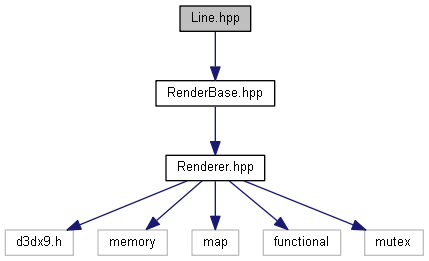 Line.hpp
RenderBase.hpp
Renderer.hpp
d3dx9.h
memory
map
functional
mutex